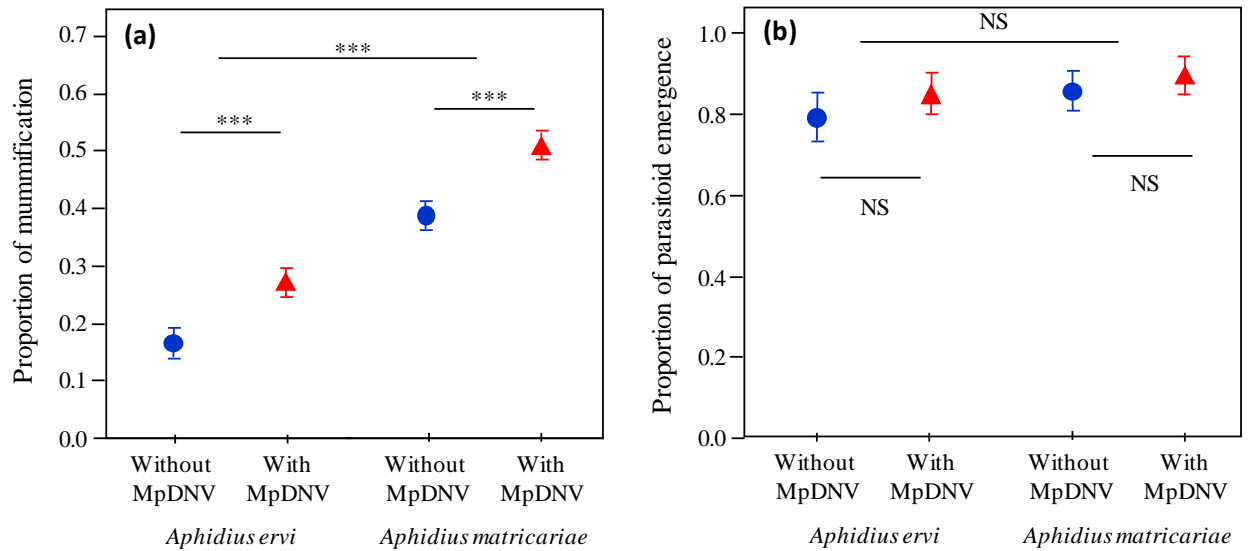 (a)
Proportion of mummification
0.7
0.6
0.5
0.4
0.3
0.2
0.1
0.0
***
***
***
Without MpDNV
With MpDNV
Without MpDNV
With MpDNV
Aphidius ervi
Aphidius matricariae
(b)
Proportion of parasitoid emergence
1.0
0.8
0.6
0.4
0.2
0.0
NS
NS
NS
Without MpDNV
With MpDNV
Without MpDNV
With MpDNV
Aphidius ervi
Aphidius matricariae